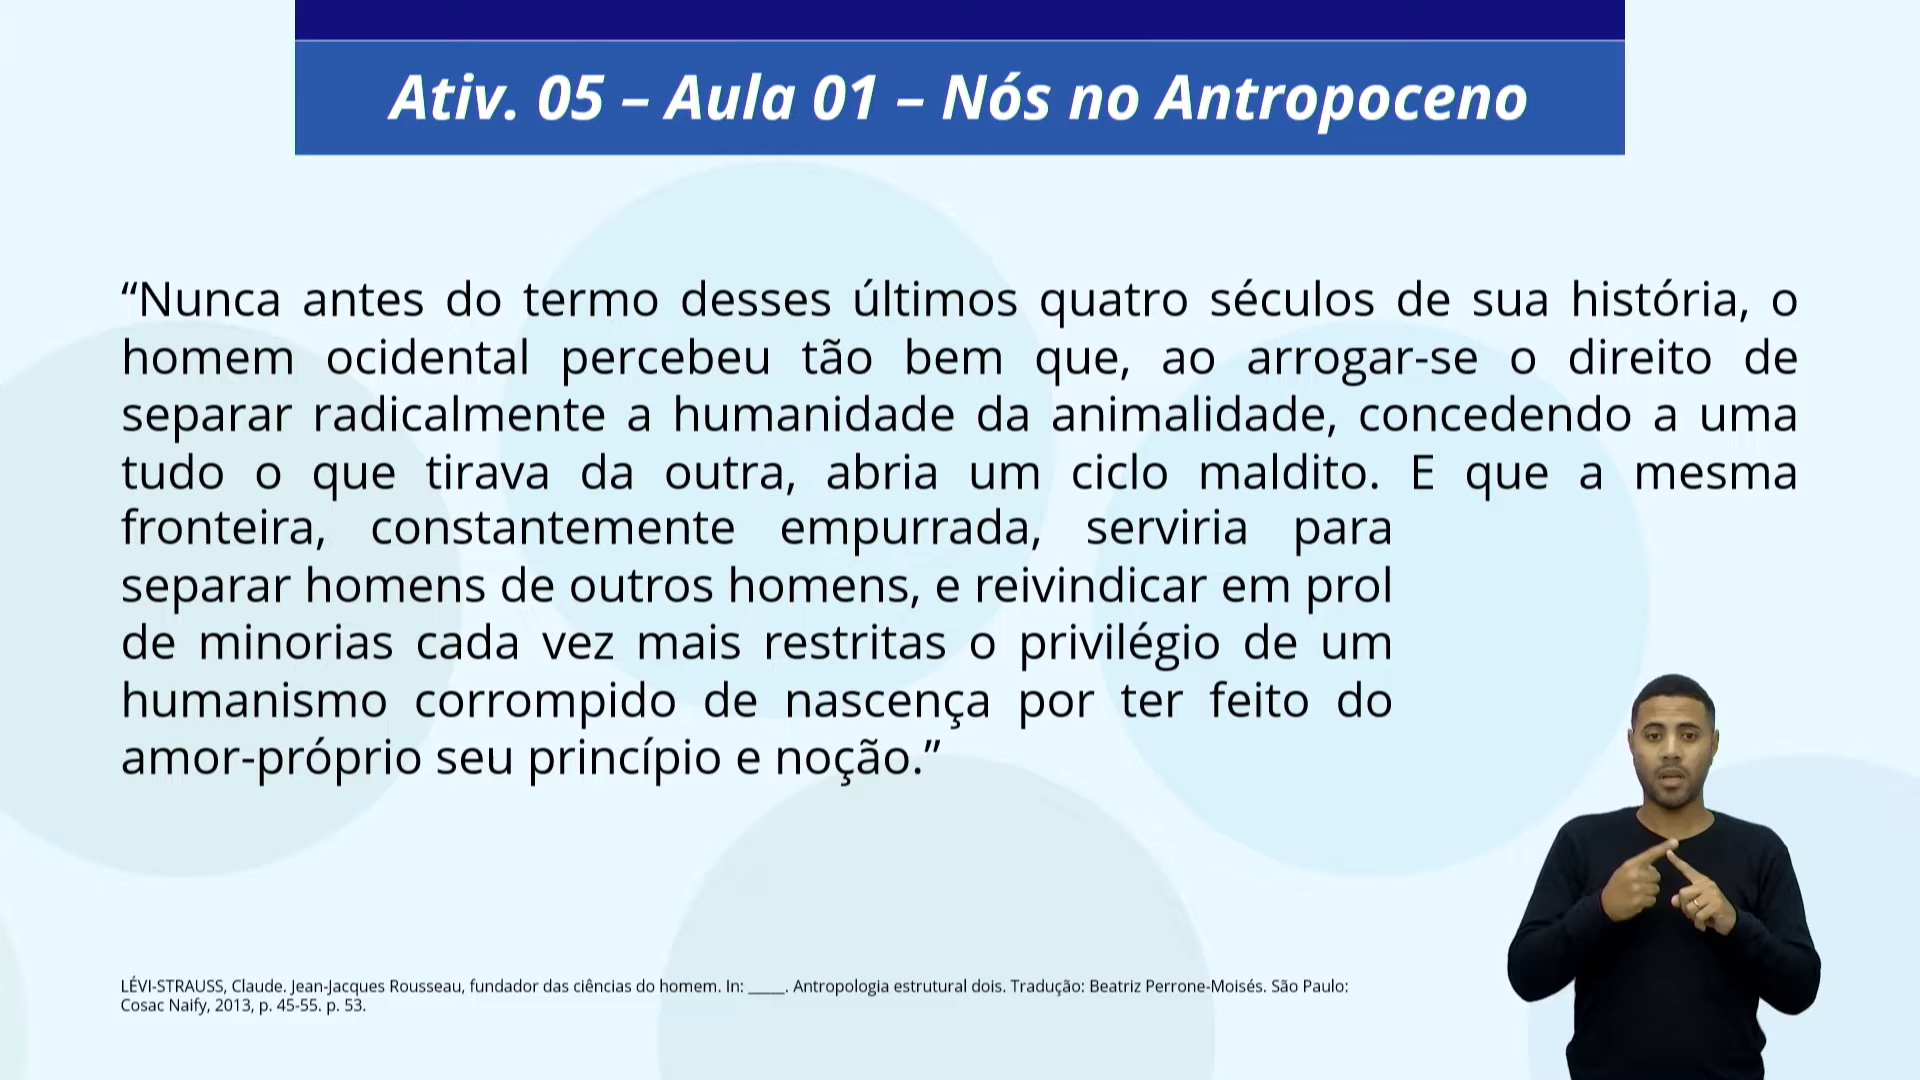 Ativ. 05 – Aula 01 – Nós no Antropoceno
“Nunca antes do termo desses últimos quatro séculos de sua história, o
homem ocidental percebeu tão bem que, ao arrogar-se o direito de
separar radicalmente a humanidade da animalidade, concedendo a uma
tudo o que tirava da outra, abria um ciclo maldito. E que a mesma
fronteira, constantemente empurrada, serviria para
separar homens de outros homens, e reivindicar em prol
de minorias cada vez mais restritas o privilégio de um
humanismo corrompido de nascença por ter feito do
amor-próprio seu princípio e noção.”
LÉVI-STRAUSS, Claude. Jean-Jacques Rousseau, fundador das ciências do homem. In: _____. Antropologia estrutural dois. Tradução: Beatriz Perrone-Moisés. São Paulo:
Cosac Naify, 2013, p. 45-55. p. 53.